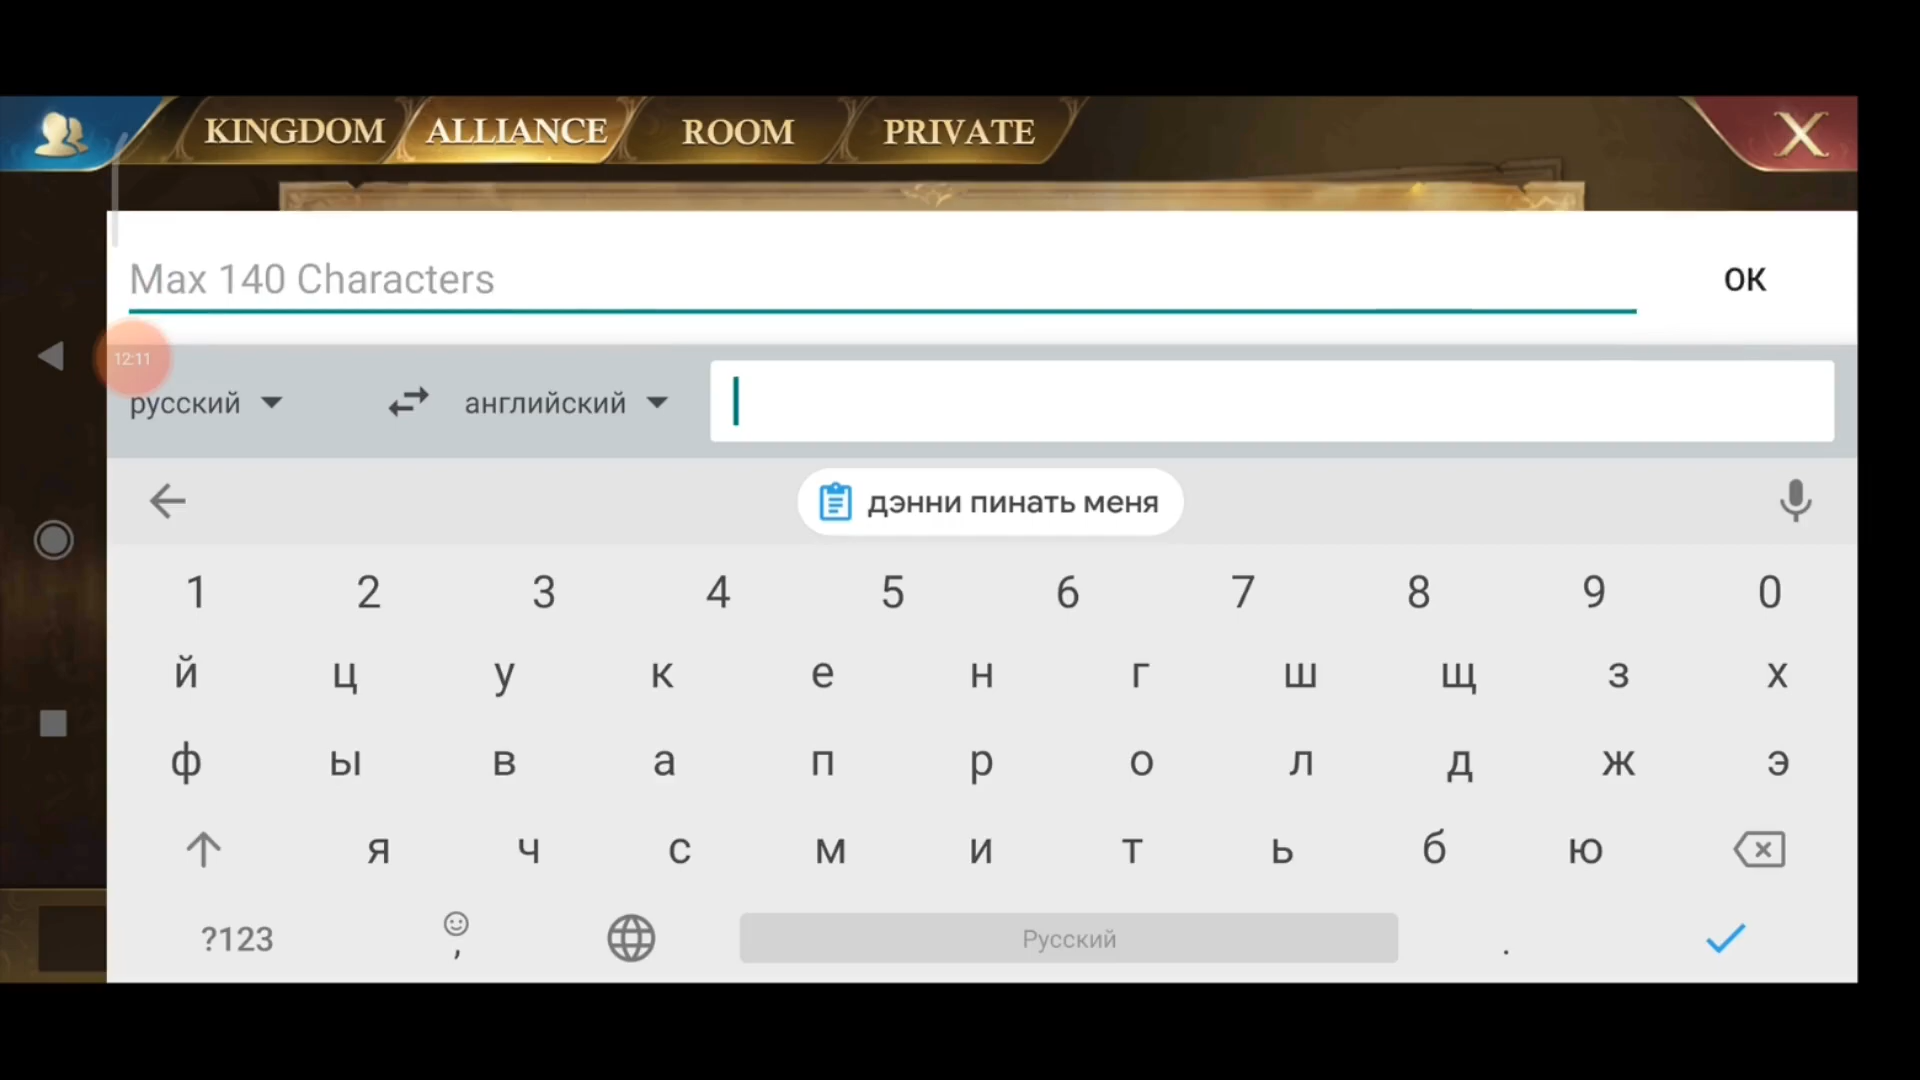 KINGDOM ALLIANCE ROOM PRIVATE X
Max 140 Characters OK
12:11
русский английский
дэнни пинать меня
1 2 3 4 5 6 7 8 9 0
й ц у к е н г ш щ з х
ф ы в а п р о л д ж э
я ч с м и т ь б ю
?123 , Русский .